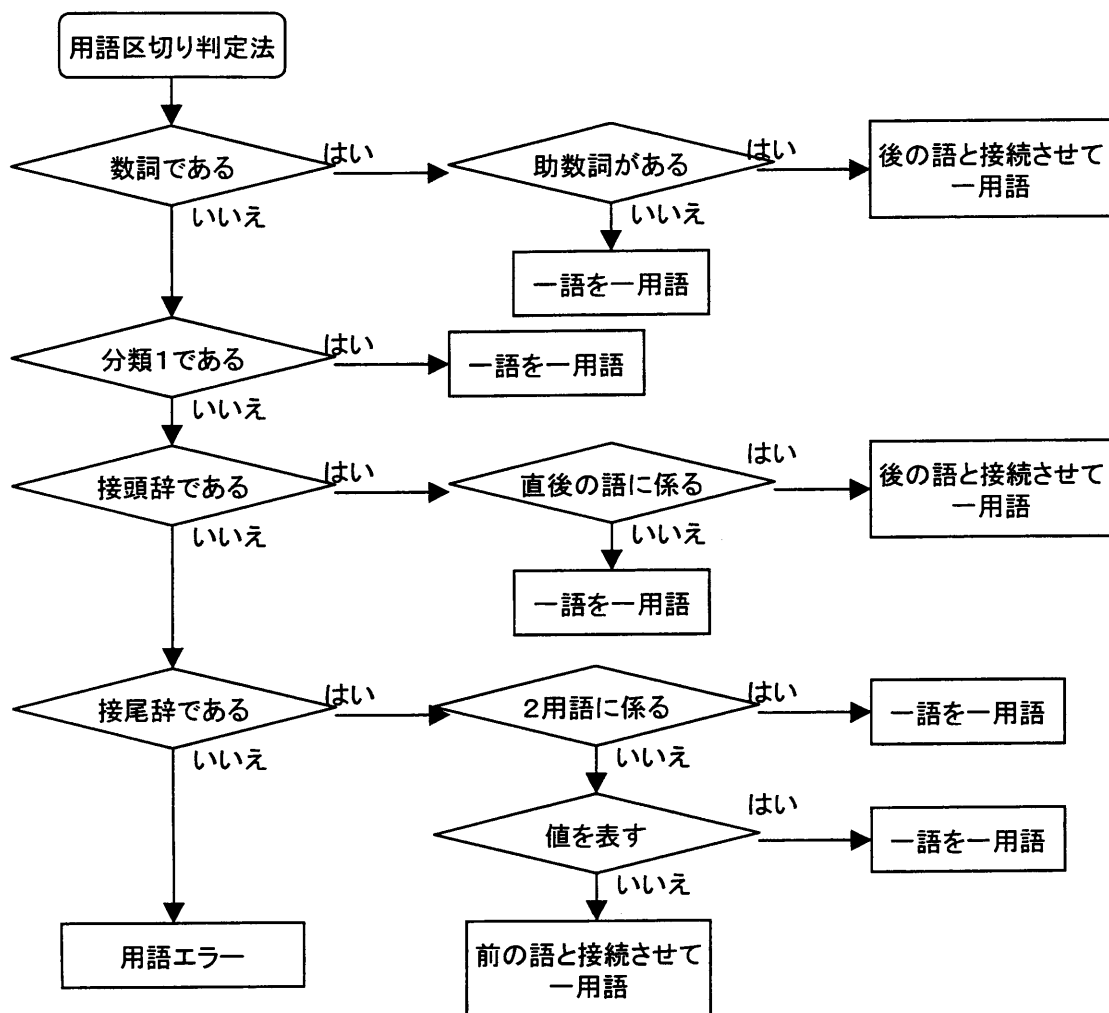 用語区切り判定法
数詞である
はい
助数詞がある
はい
後の語と接続させて
一用語
いいえ
いいえ
一語を一用語
分類1である
はい
一語を一用語
いいえ
接頭辞である
はい
直後の語に係る
はい
後の語と接続させて
一用語
いいえ
いいえ
一語を一用語
接尾辞である
はい
2用語に係る
はい
一語を一用語
いいえ
いいえ
値を表す
はい
一語を一用語
いいえ
用語エラー
前の語と接続させて
一用語